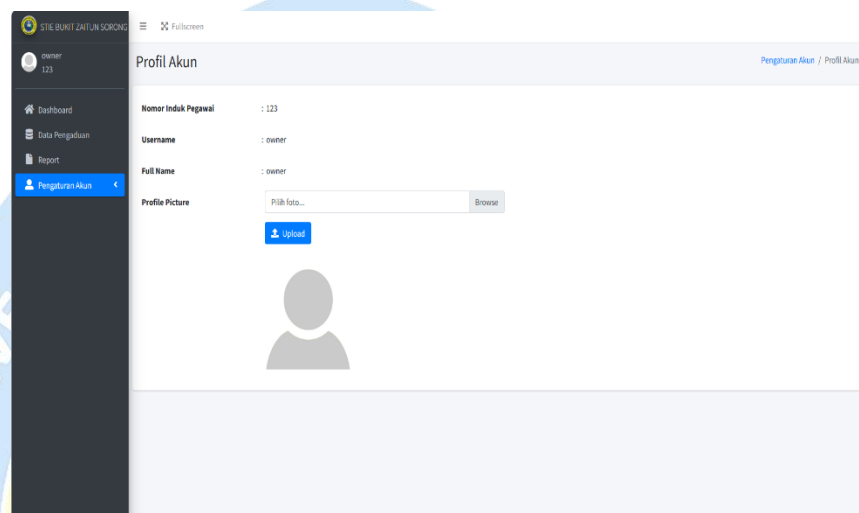 STIE BUKIT ZAITUN SORONG
Fullscreen
owner
123
Profil Akun
Pengaturan Akun / Profil Akun
Dashboard
Data Pengaduan
Report
Pengaturan Akun
Nomor Induk Pegawai : 123
Username : owner
Full Name : owner
Profile Picture Pilih foto... Browse
Upload